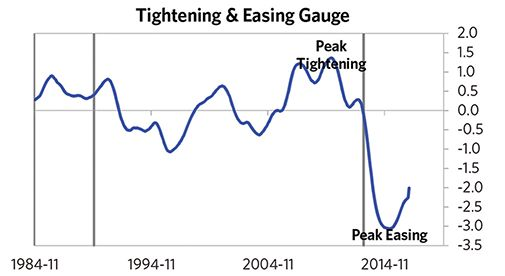 Tightening & Easing Gauge
Peak
Tightening
2.0
1.5
1.0
0.5
0.0
-0.5
-1.0
-1.5
-2.0
-2.5
-3.0
-3.5
Peak Easing
1984-11 1994-11 2004-11 2014-11